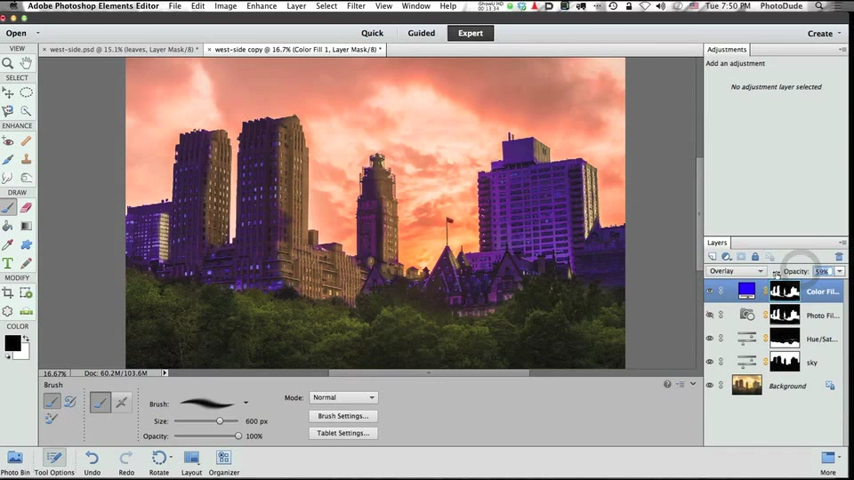 Adobe Photoshop Elements Editor File Edit Image Enhance Layer Select Filter View Window Help Tue 7:50 PM PhotoDude
Open Quick Guided Expert Create
VIEW
west-side.psd @ 15.1% (leaves, Layer Mask/8) *
west-side copy @ 16.7% (Color Fill 1, Layer Mask/8) *
Adjustments
Add an adjustment
SELECT
No adjustment layer selected
ENHANCE
DRAW
Layers
MODIFY
Overlay Opacity: 59%
Color Fil...
Photo Fil...
COLOR
Hue/Sat...
sky
16.67% Doc: 60.2M/103.6M
Background
Brush
Brush:
Mode: Normal
Size: 600 px
Brush Settings...
Opacity: 100%
Tablet Settings...
Photo Bin Tool Options Undo Redo Rotate Layout Organizer More